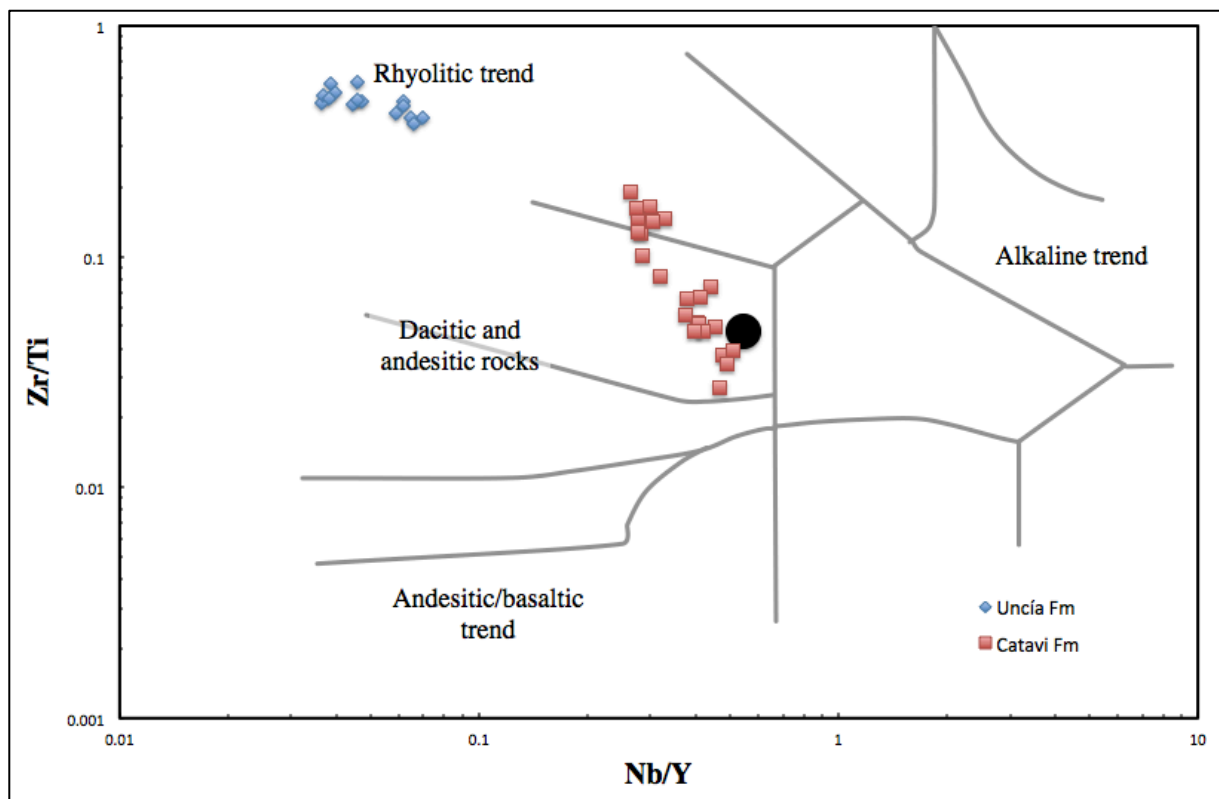 1
Rhyolitic trend
0.1
Alkaline trend
Dacitic and
andesitic rocks
Zr/Ti
0.01
Andesitic/basaltic
trend
Uncía Fm
Catavi Fm
0.001
0.01
0.1
1
10
Nb/Y